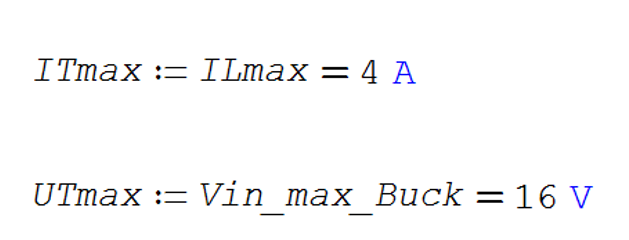 ITmax := ILmax = 4 A
UTmax := Vin_max_Buck = 16 V